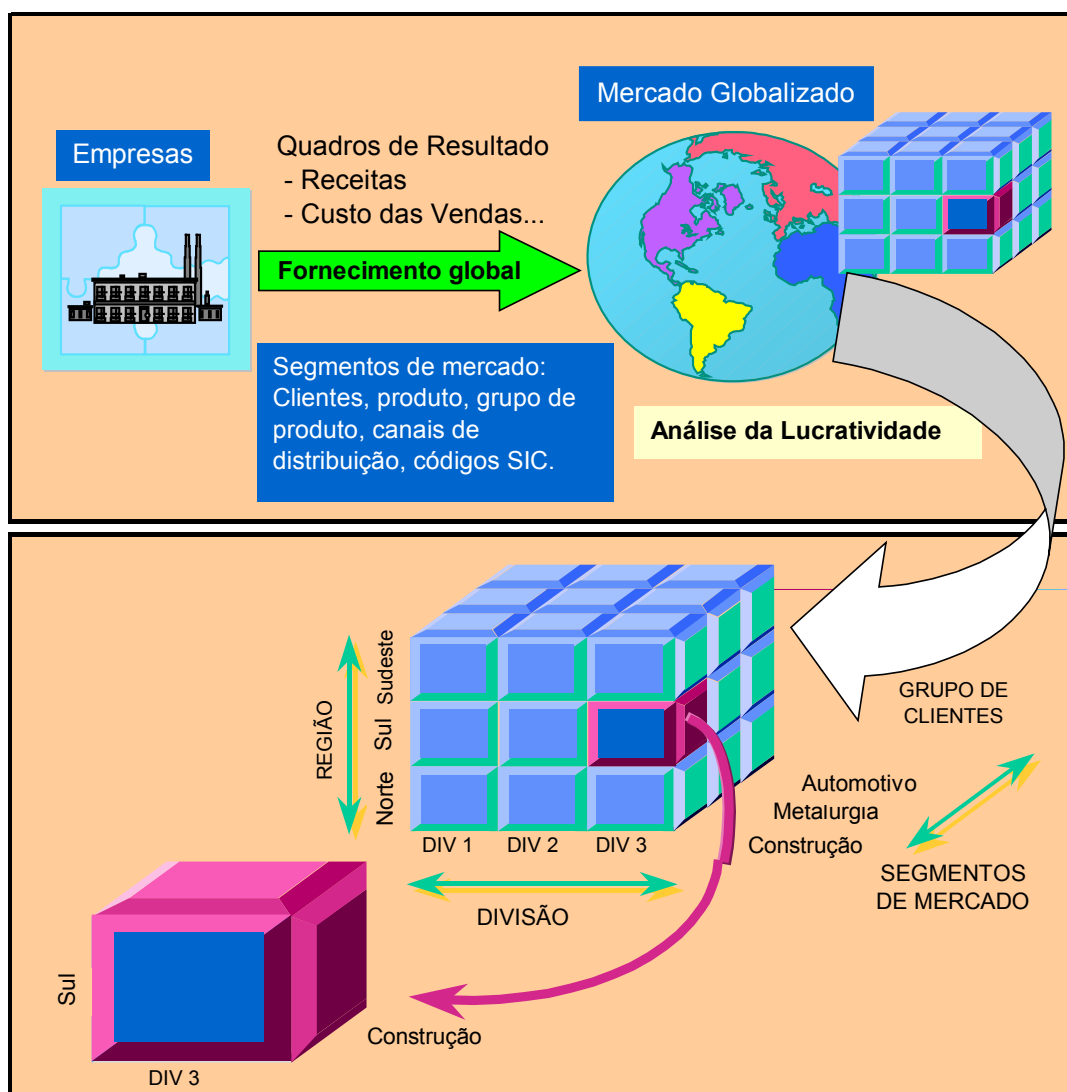 Mercado Globalizado
Empresas
Quadros de Resultado
- Receitas
- Custo das Vendas...
Fornecimento global
Segmentos de mercado:
Clientes, produto, grupo de
produto, canais de
distribuição, códigos SIC.
Análise da Lucratividade
REGIÃO
Sudeste
Sul
Norte
DIV 1
DIV 2
DIV 3
DIVISÃO
GRUPO DE
CLIENTES
Automotivo
Metalurgia
Construção
SEGMENTOS
DE MERCADO
Sul
Construção
DIV 3